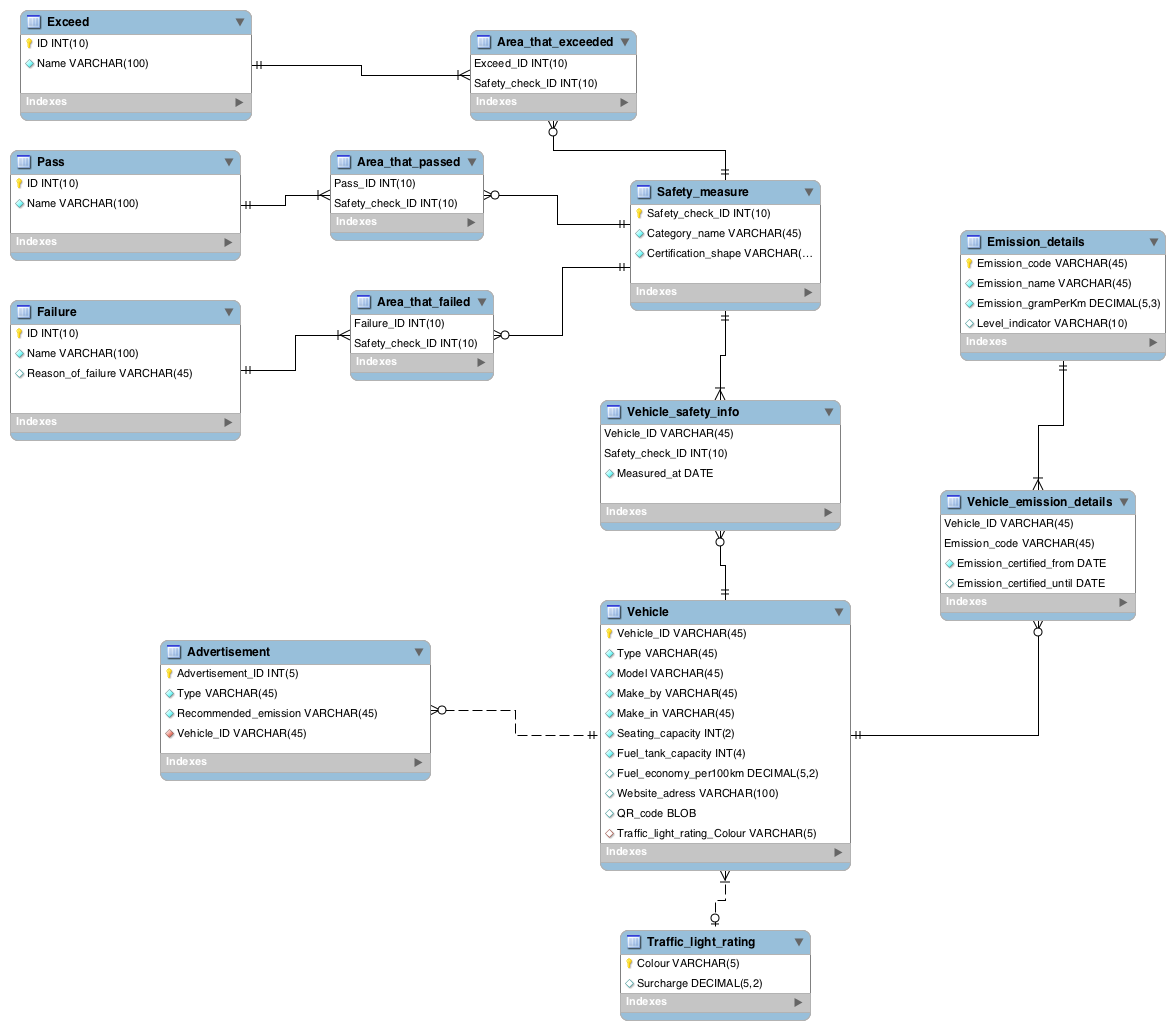 Exceed
ID INT(10)
Name VARCHAR(100)
Indexes
Area_that_exceeded
Exceed_ID INT(10)
Safety_check_ID INT(10)
Indexes
Pass
ID INT(10)
Name VARCHAR(100)
Indexes
Area_that_passed
Pass_ID INT(10)
Safety_check_ID INT(10)
Indexes
Safety_measure
Safety_check_ID INT(10)
Category_name VARCHAR(45)
Certification_shape VARCHAR(...
Indexes
Emission_details
Emission_code VARCHAR(45)
Emission_name VARCHAR(45)
Emission_gramPerKm DECIMAL(5,3)
Level_indicator VARCHAR(10)
Indexes
Failure
ID INT(10)
Name VARCHAR(100)
Reason_of_failure VARCHAR(45)
Indexes
Area_that_failed
Failure_ID INT(10)
Safety_check_ID INT(10)
Indexes
Vehicle_safety_info
Vehicle_ID VARCHAR(45)
Safety_check_ID INT(10)
Measured_at DATE
Indexes
Vehicle_emission_details
Vehicle_ID VARCHAR(45)
Emission_code VARCHAR(45)
Emission_certified_from DATE
Emission_certified_until DATE
Indexes
Advertisement
Advertisement_ID INT(5)
Type VARCHAR(45)
Recommended_emission VARCHAR(45)
Vehicle_ID VARCHAR(45)
Indexes
Vehicle
Vehicle_ID VARCHAR(45)
Type VARCHAR(45)
Model VARCHAR(45)
Make_by VARCHAR(45)
Make_in VARCHAR(45)
Seating_capacity INT(2)
Fuel_tank_capacity INT(4)
Fuel_economy_per100km DECIMAL(5,2)
Website_adress VARCHAR(100)
QR_code BLOB
Traffic_light_rating_Colour VARCHAR(5)
Indexes
Traffic_light_rating
Colour VARCHAR(5)
Surcharge DECIMAL(5,2)
Indexes